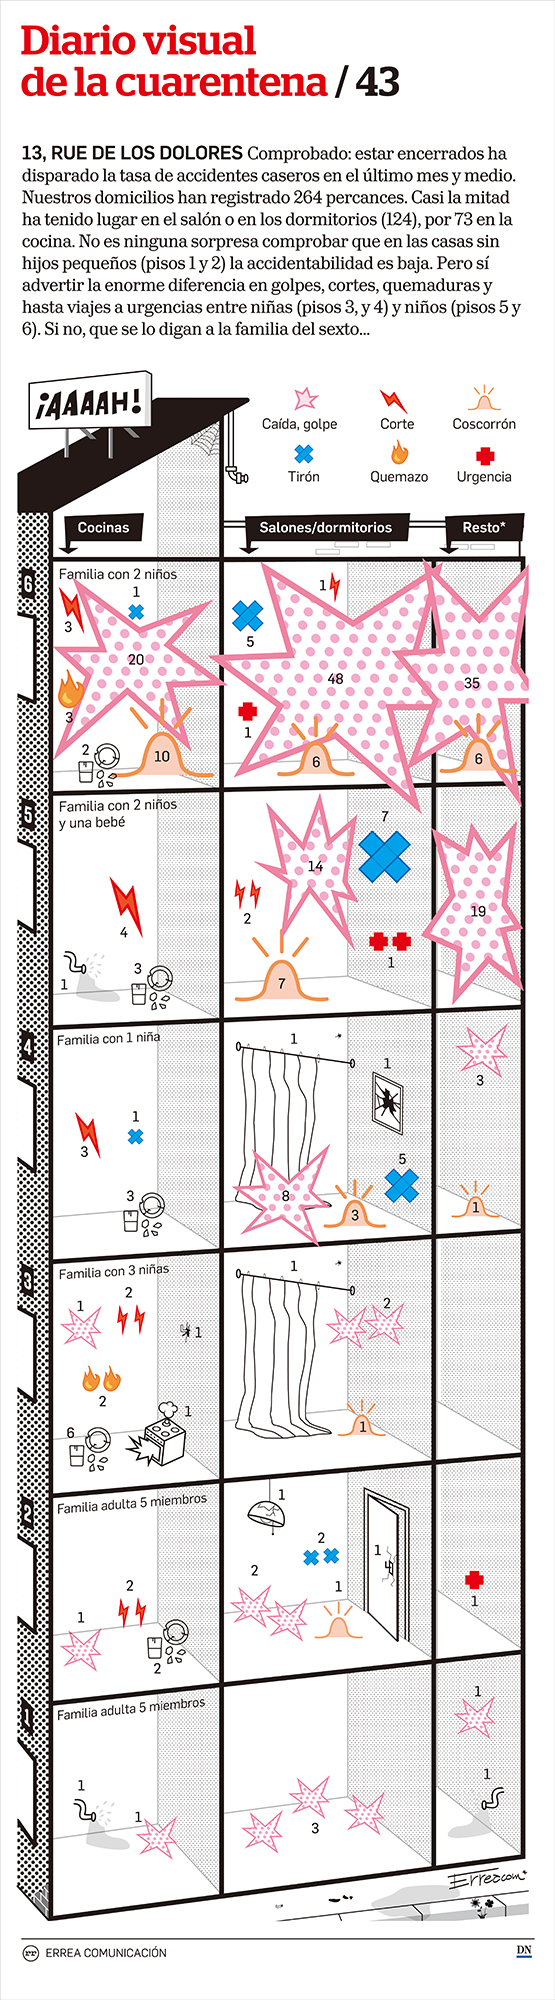 Diario visual
de la cuarentena / 43
13, RUE DE LOS DOLORES Comprobado: estar encerrados ha
disparado la tasa de accidentes caseros en el último mes y medio.
Nuestros domicilios han registrado 264 percances. Casi la mitad
ha tenido lugar en el salón o en los dormitorios (124), por 73 en la
cocina. No es ninguna sorpresa comprobar que en las casas sin
hijos pequeños (pisos 1 y 2) la accidentabilidad es baja. Pero sí
advertir la enorme diferencia en golpes, cortes, quemaduras y
hasta viajes a urgencias entre niñas (pisos 3, y 4) y niños (pisos 5 y
6). Si no, que se lo digan a la familia del sexto...
¡AAAAH!
Caída, golpe
Corte
Coscorrón
Tirón
Quemazo
Urgencia
Cocinas
Salones/dormitorios
Resto*
6
Familia con 2 niños
3
1
20
3
2
10
5
1
48
1
6
35
6
5
Familia con 2 niños
y una bebé
4
1
3
2
14
7
7
1
19
4
Familia con 1 niña
3
1
3
1
1
8
3
5
3
1
3
Familia con 3 niñas
1
2
1
2
6
1
1
2
1
2
Familia adulta 5 miembros
1
2
2
1
2
2
1
1
1
1
Familia adulta 5 miembros
1
1
3
1
1
Erreacom*
rr
ERREA COMUNICACIÓN
DN